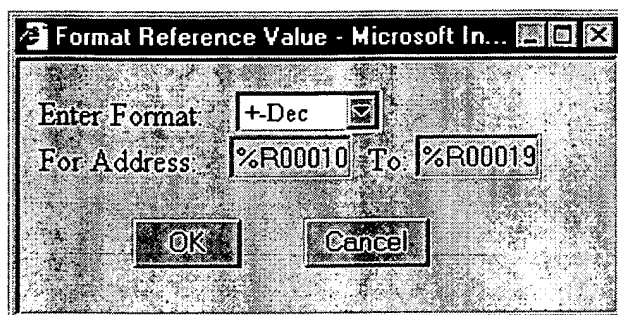 Format Reference Value - Microsoft In...
Enter Format: +-Dec
For Address: %R00010 To: %R00019
OK Cancel